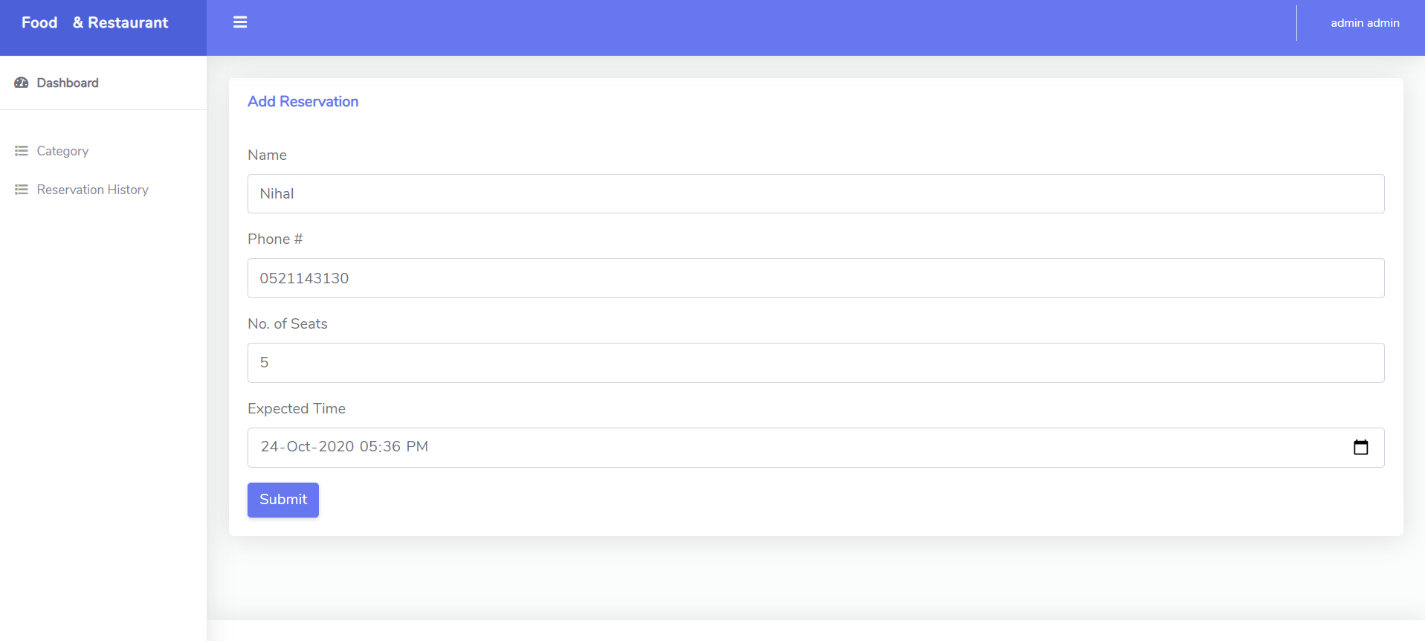 Food & Restaurant
admin admin
Dashboard
Category
Reservation History
Add Reservation
Name
Nihal
Phone #
0521143130
No. of Seats
5
Expected Time
24-Oct-2020 05:36 PM
Submit